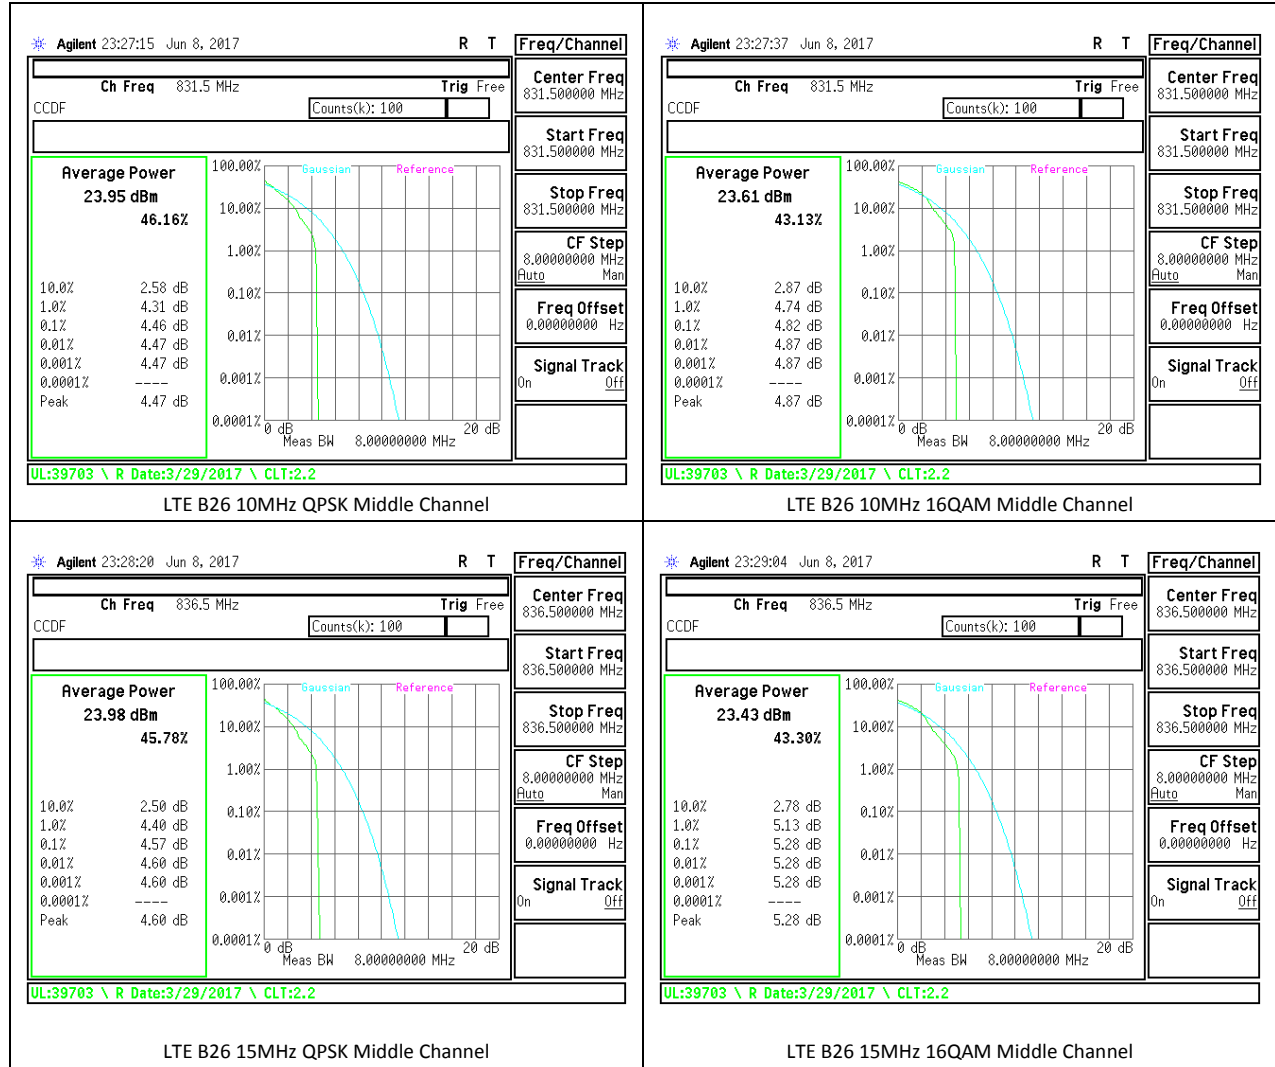 Agilent 23:27:15 Jun 8, 2017 R T Freq/Channel
Ch Freq 831.5 MHz Trig Free
CCDF Counts(k): 100
Center Freq
831.500000 MHz
Start Freq
831.500000 MHz
Stop Freq
831.500000 MHz
CF Step
8.00000000 MHz
Auto Man
Freq Offset
0.00000000 Hz
Signal Track
On Off
Average Power
23.95 dBm
46.16%
10.0% 2.58 dB
1.0% 4.31 dB
0.1% 4.46 dB
0.01% 4.47 dB
0.001% 4.47 dB
0.0001% ----
Peak 4.47 dB
Gaussian Reference
100.00%
10.00%
1.00%
0.10%
0.01%
0.001%
0.0001%
0 dB 20 dB
Meas BW 8.00000000 MHz
UL:39703 \ R Date:3/29/2017 \ CLT:2.2
LTE B26 10MHz QPSK Middle Channel
Agilent 23:27:37 Jun 8, 2017 R T Freq/Channel
Ch Freq 831.5 MHz Trig Free
CCDF Counts(k): 100
Center Freq
831.500000 MHz
Start Freq
831.500000 MHz
Stop Freq
831.500000 MHz
CF Step
8.00000000 MHz
Auto Man
Freq Offset
0.00000000 Hz
Signal Track
On Off
Average Power
23.61 dBm
43.13%
10.0% 2.87 dB
1.0% 4.74 dB
0.1% 4.82 dB
0.01% 4.87 dB
0.001% 4.87 dB
0.0001% ----
Peak 4.87 dB
Gaussian Reference
100.00%
10.00%
1.00%
0.10%
0.01%
0.001%
0.0001%
0 dB 20 dB
Meas BW 8.00000000 MHz
UL:39703 \ R Date:3/29/2017 \ CLT:2.2
LTE B26 10MHz 16QAM Middle Channel
Agilent 23:28:20 Jun 8, 2017 R T Freq/Channel
Ch Freq 836.5 MHz Trig Free
CCDF Counts(k): 100
Center Freq
836.500000 MHz
Start Freq
836.500000 MHz
Stop Freq
836.500000 MHz
CF Step
8.00000000 MHz
Auto Man
Freq Offset
0.00000000 Hz
Signal Track
On Off
Average Power
23.98 dBm
45.78%
10.0% 2.50 dB
1.0% 4.40 dB
0.1% 4.57 dB
0.01% 4.60 dB
0.001% 4.60 dB
0.0001% ----
Peak 4.60 dB
Gaussian Reference
100.00%
10.00%
1.00%
0.10%
0.01%
0.001%
0.0001%
0 dB 20 dB
Meas BW 8.00000000 MHz
UL:39703 \ R Date:3/29/2017 \ CLT:2.2
LTE B26 15MHz QPSK Middle Channel
Agilent 23:29:04 Jun 8, 2017 R T Freq/Channel
Ch Freq 836.5 MHz Trig Free
CCDF Counts(k): 100
Center Freq
836.500000 MHz
Start Freq
836.500000 MHz
Stop Freq
836.500000 MHz
CF Step
8.00000000 MHz
Auto Man
Freq Offset
0.00000000 Hz
Signal Track
On Off
Average Power
23.43 dBm
43.30%
10.0% 2.78 dB
1.0% 5.13 dB
0.1% 5.28 dB
0.01% 5.28 dB
0.001% 5.28 dB
0.0001% ----
Peak 5.28 dB
Gaussian Reference
100.00%
10.00%
1.00%
0.10%
0.01%
0.001%
0.0001%
0 dB 20 dB
Meas BW 8.00000000 MHz
UL:39703 \ R Date:3/29/2017 \ CLT:2.2
LTE B26 15MHz 16QAM Middle Channel